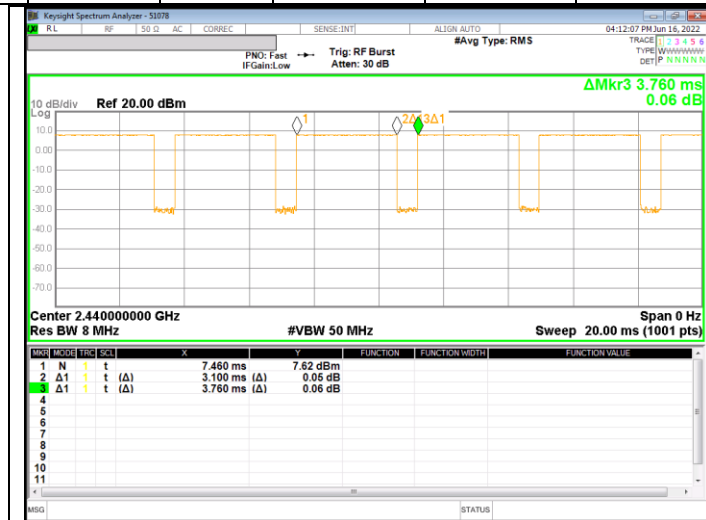 Keysight Spectrum Analyzer - 51078
RL RF 50 Ω AC CORREC SENSE:INT ALIGN AUTO 04:12:07 PM Jun 16, 2022
#Avg Type: RMS
TRACE 1 2 3 4 5 6
PNO: Fast Trig: RF Burst
TYPE W
IFGain:Low Atten: 30 dB
DET P N N N N N
ΔMkr3 3.760 ms
0.06 dB
10 dB/div Ref 20.00 dBm
Log
1 2Δ1 3Δ1
10.0
0.00
-10.0
-20.0
-30.0
-40.0
-50.0
-60.0
-70.0
Center 2.440000000 GHz Span 0 Hz
Res BW 8 MHz #VBW 50 MHz Sweep 20.00 ms (1001 pts)
MKR MODE TRC SCL X Y FUNCTION FUNCTION WIDTH FUNCTION VALUE
1 N 1 t 7.460 ms 7.62 dBm
2 Δ1 1 t (Δ) 3.100 ms (Δ) 0.05 dB
3 Δ1 1 t (Δ) 3.760 ms (Δ) 0.06 dB
4
5
6
7
8
9
10
11
MSG STATUS